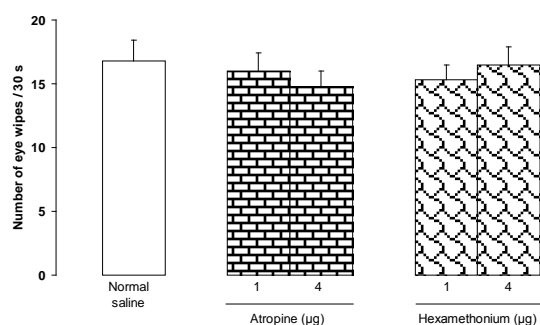 Number of eye wipes / 30 s
20
15
10
5
0
Normal
saline
1
4
1
4
Atropine (µg)
Hexamethonium (µg)